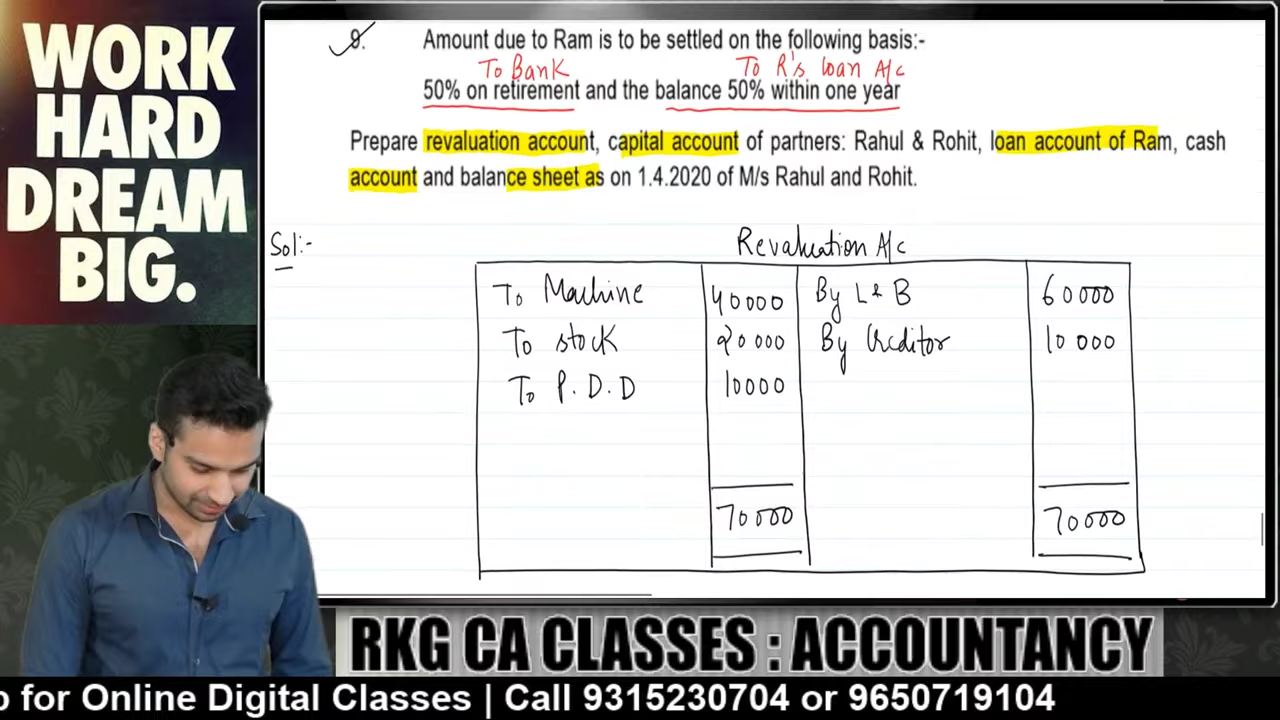 WORK
HARD
DREAM
BIG.
9. Amount due to Ram is to be settled on the following basis:-
To Bank To R's loan A/c
50% on retirement and the balance 50% within one year
Prepare revaluation account, capital account of partners: Rahul & Rohit, loan account of Ram, cash
account and balance sheet as on 1.4.2020 of M/s Rahul and Rohit.
Sol:-
Revaluation A/c
To Machine 40000 By L & B 60000
To stock 20000 By Creditor 10000
To P.D.D 10000
70000 70000
RKG CA CLASSES : ACCOUNTANCY
p for Online Digital Classes | Call 9315230704 or 9650719104